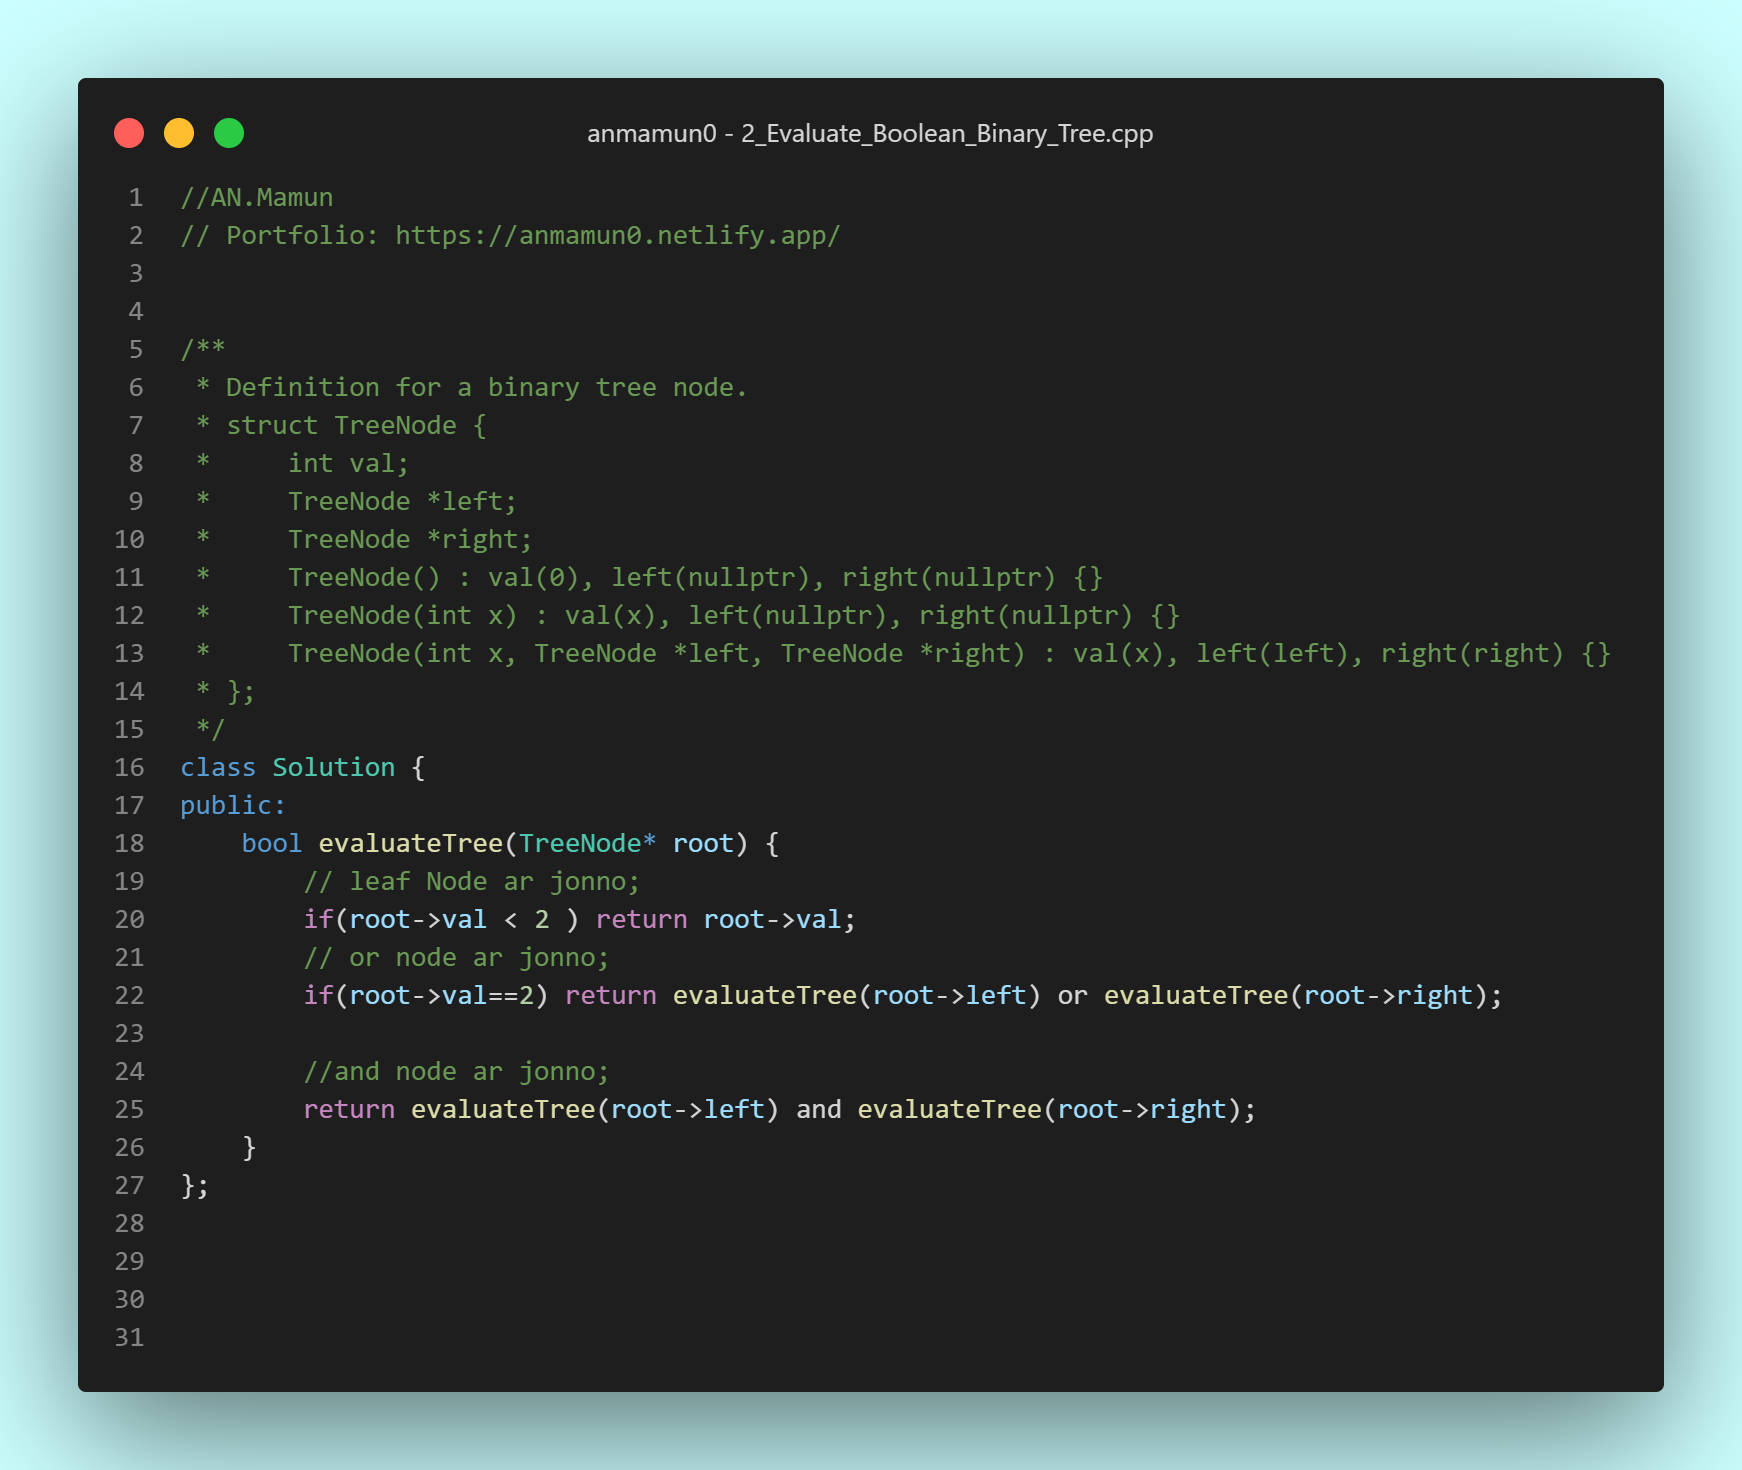 anmamun0 - 2_Evaluate_Boolean_Binary_Tree.cpp
1 //AN.Mamun
2 // Portfolio: https://anmamun0.netlify.app/
3
4
5 /**
6  * Definition for a binary tree node.
7  * struct TreeNode {
8  *     int val;
9  *     TreeNode *left;
10  *     TreeNode *right;
11  *     TreeNode() : val(0), left(nullptr), right(nullptr) {}
12  *     TreeNode(int x) : val(x), left(nullptr), right(nullptr) {}
13  *     TreeNode(int x, TreeNode *left, TreeNode *right) : val(x), left(left), right(right) {}
14  * };
15  */
16 class Solution {
17 public:
18     bool evaluateTree(TreeNode* root) {
19         // leaf Node ar jonno;
20         if(root->val < 2 ) return root->val;
21         // or node ar jonno;
22         if(root->val==2) return evaluateTree(root->left) or evaluateTree(root->right);
23
24         //and node ar jonno;
25         return evaluateTree(root->left) and evaluateTree(root->right);
26     }
27 };
28
29
30
31